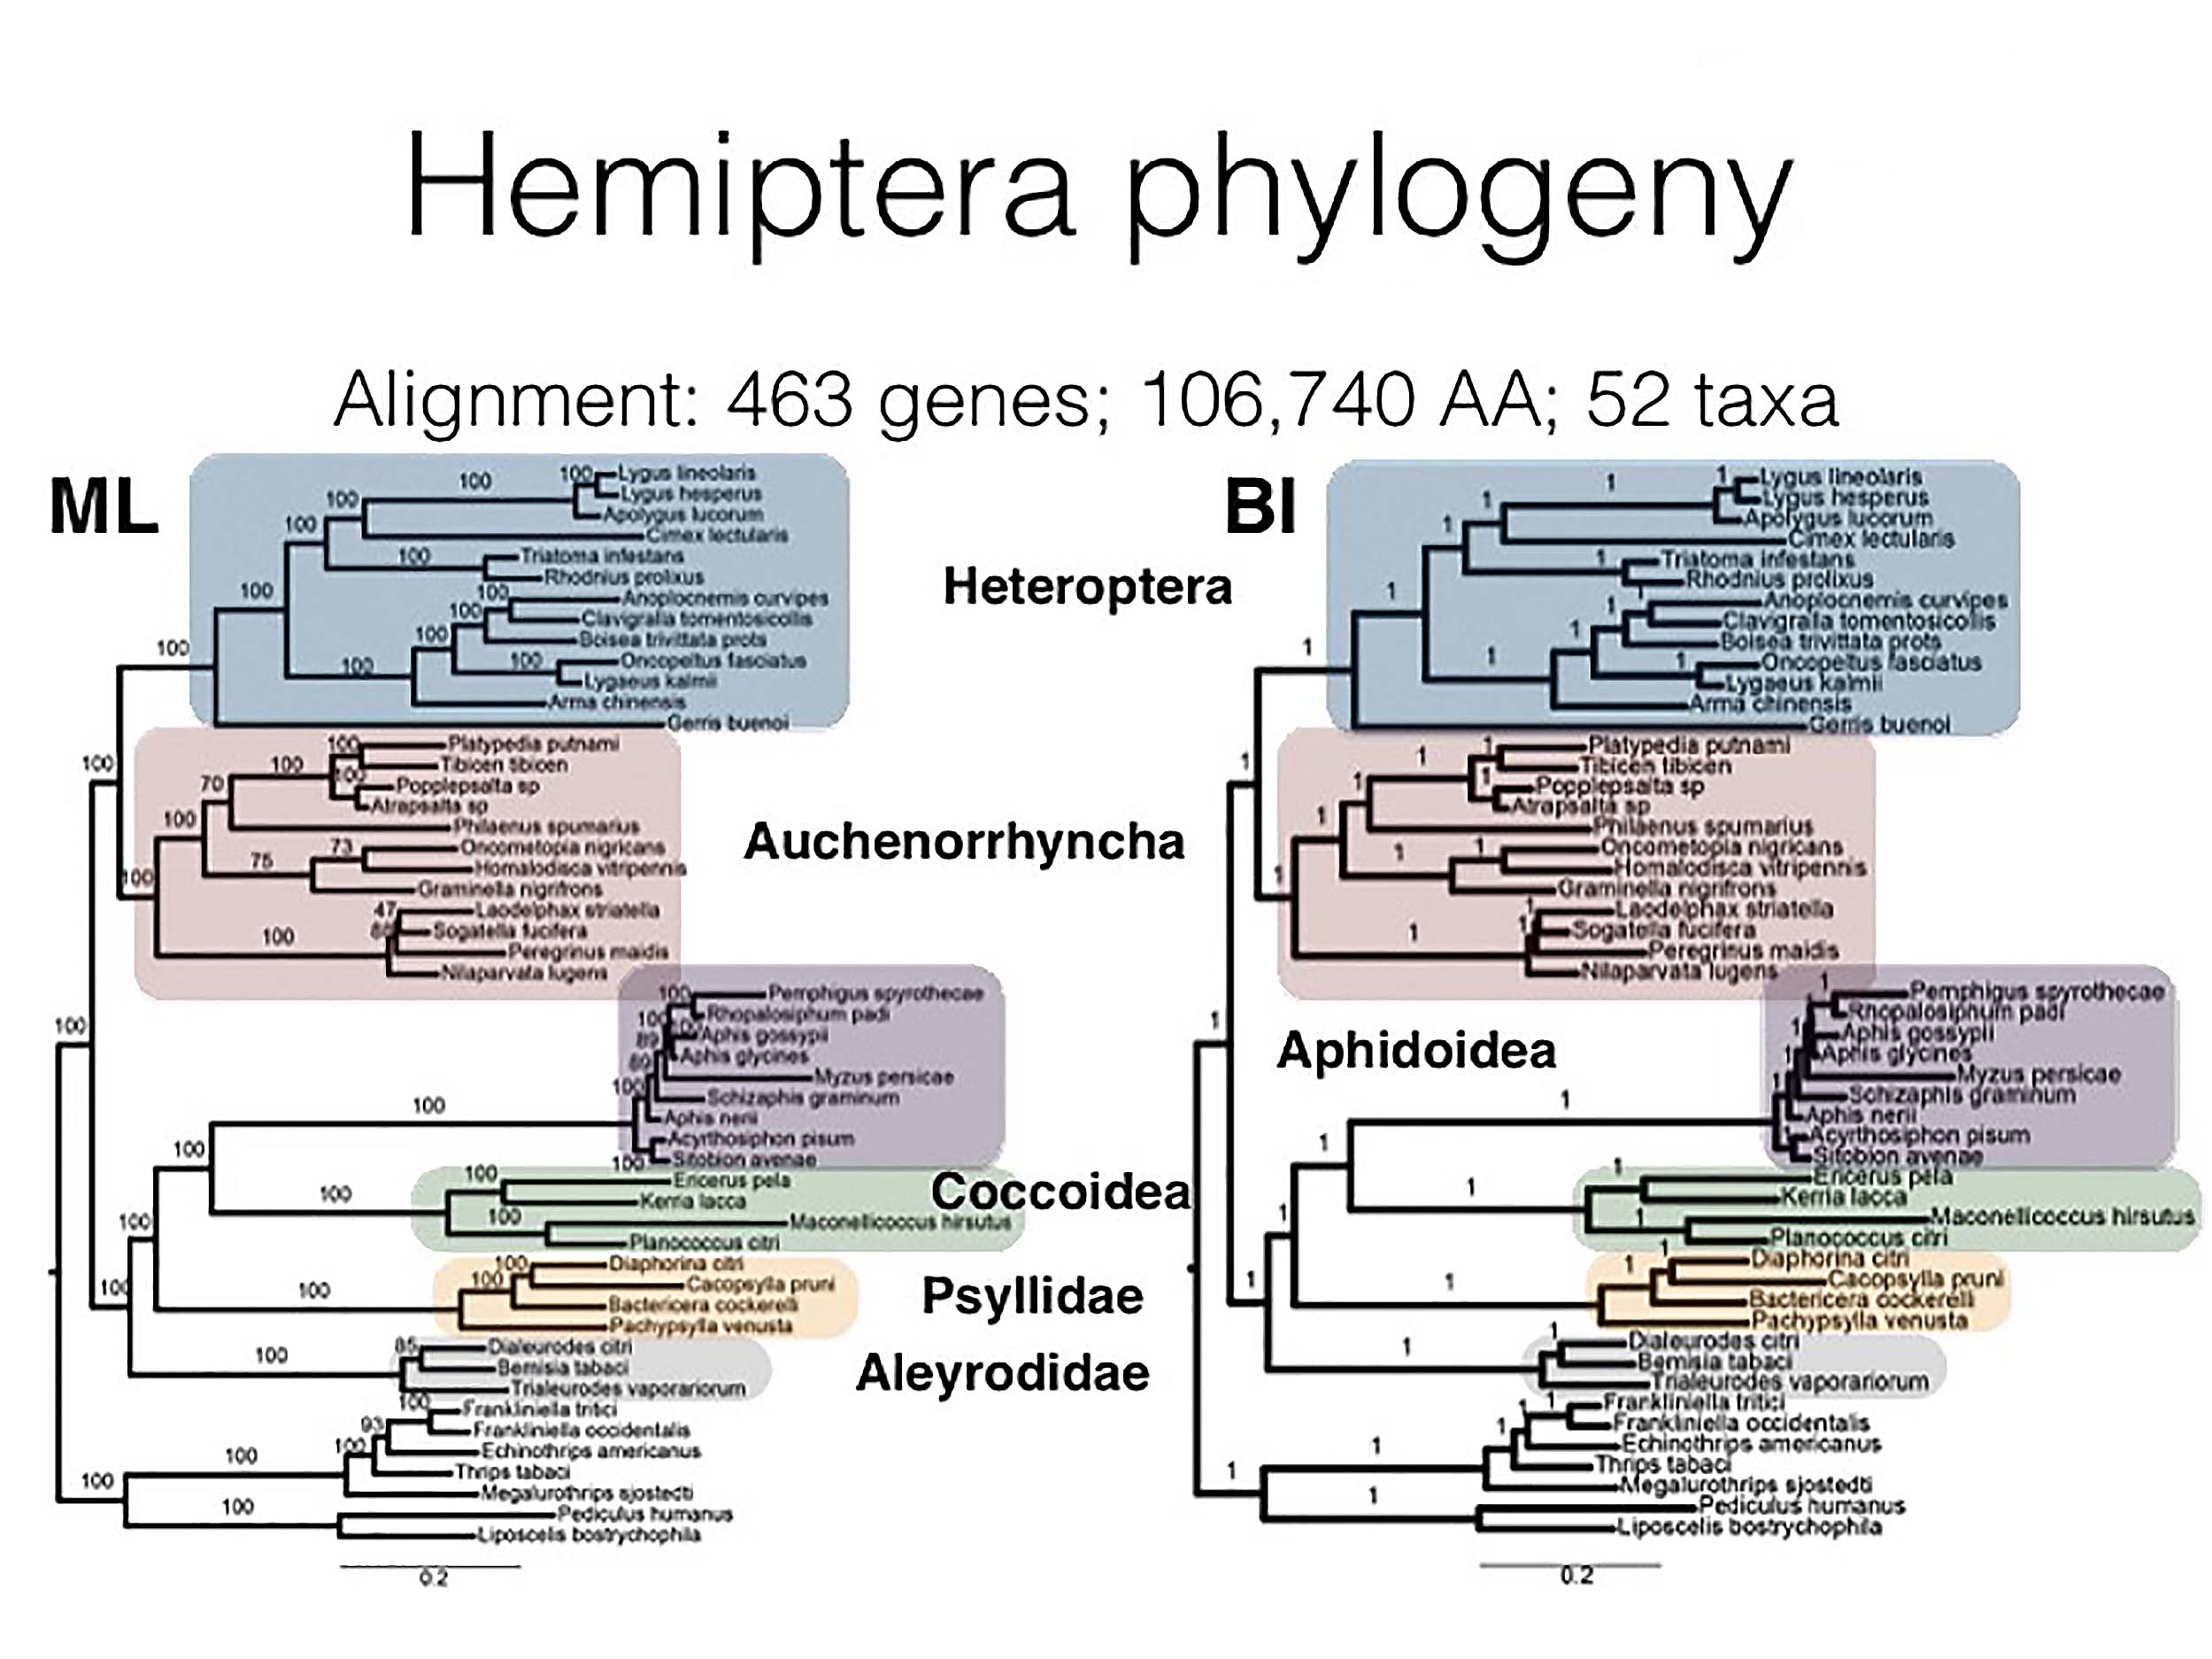 Hemiptera phylogeny
Alignment: 463 genes; 106,740 AA; 52 taxa
ML
100
100
100
100
100
100
100
100
100
100
100
100
100
Lygus lineolaris
Lygus hesperus
Apolygus lucorum
Cimex lectularis
Triatoma infestans
Rhodnius prolixus
Anoplocnemis curvipes
Clavigralla tomentosicollis
Boisea trivittata prots
Oncopeltus fasciatus
Lygaeus kalmii
Arma chinensis
Gerris buenoi
100
100
100
100
70
100
100
75
73
47
100
Platypedia putnami
Tibicen tibicen
Popplepsalta sp
Atrapsalta sp
Philaenus spumarius
Oncometopia nigricans
Homalodisca vitripennis
Graminella nigrifrons
Laodelphax striatella
Sogatella fucifera
Peregrinus maidis
Nilaparvata lugens
100
100
100
89
100
100
100
100
Pemphigus spyrothecae
Rhopalosiphum padi
Aphis gossypii
Aphis glycines
Myzus persicae
Schizaphis graminum
Aphis nerii
Acyrthosiphon pisum
Sitobion avenae
100
100
100
100
Ericerus pela
Kerria lacca
Maconellicoccus hirsutus
Planococcus citri
100
100
100
100
Diaphorina citri
Cacopsylla pruni
Bactericera cockerelli
Pachypsylla venusta
85
100
Dialeurodes citri
Bemisia tabaci
Trialeurodes vaporariorum
100
93
100
100
100
100
Frankliniella tritici
Frankliniella occidentalis
Echinothrips americanus
Thrips tabaci
Megalurothrips sjostedti
Pediculus humanus
Liposcelis bostrychophila
0.2
Heteroptera
Auchenorrhyncha
Aphidoidea
Coccoidea
Psyllidae
Aleyrodidae
BI
1
1
1
1
1
1
1
1
1
1
1
1
Lygus lineolaris
Lygus hesperus
Apolygus lucorum
Cimex lectularis
Triatoma infestans
Rhodnius prolixus
Anoplocnemis curvipes
Clavigralla tomentosicollis
Boisea trivittata prots
Oncopeltus fasciatus
Lygaeus kalmii
Arma chinensis
Gerris buenoi
1
1
1
1
1
1
1
1
1
1
1
1
Platypedia putnami
Tibicen tibicen
Popplepsalta sp
Atrapsalta sp
Philaenus spumarius
Oncometopia nigricans
Homalodisca vitripennis
Graminella nigrifrons
Laodelphax striatella
Sogatella fucifera
Peregrinus maidis
Nilaparvata lugens
1
1
1
1
1
1
1
Pemphigus spyrothecae
Rhopalosiphum padi
Aphis gossypii
Aphis glycines
Myzus persicae
Schizaphis graminum
Aphis nerii
Acyrthosiphon pisum
Sitobion avenae
1
1
1
1
Ericerus pela
Kerria lacca
Maconellicoccus hirsutus
Planococcus citri
1
1
1
1
Diaphorina citri
Cacopsylla pruni
Bactericera cockerelli
Pachypsylla venusta
1
1
Dialeurodes citri
Bemisia tabaci
Trialeurodes vaporariorum
1
1
1
1
1
1
Frankliniella tritici
Frankliniella occidentalis
Echinothrips americanus
Thrips tabaci
Megalurothrips sjostedti
Pediculus humanus
Liposcelis bostrychophila
0.2